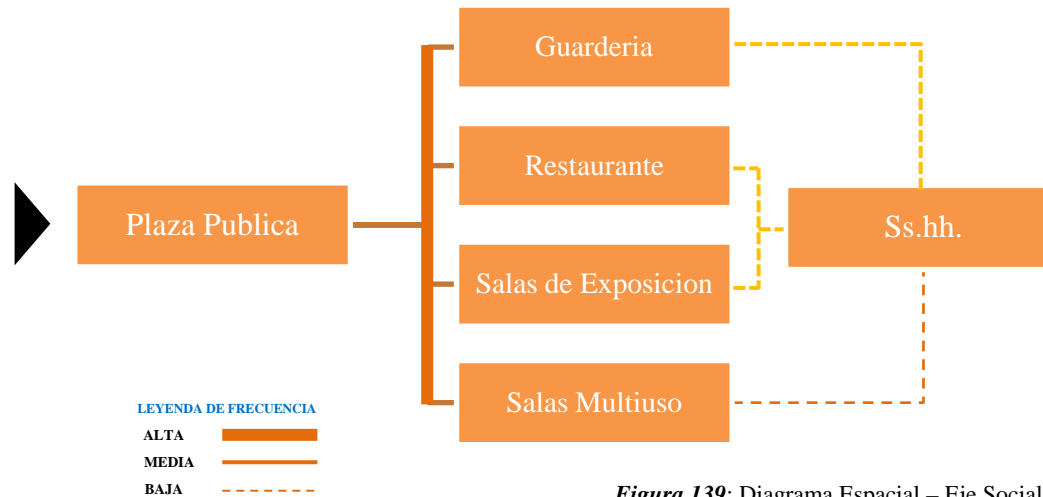 Guarderia
Restaurante
Plaza Publica
Ss.hh.
Salas de Exposicion
Salas Multiuso
LEYENDA DE FRECUENCIA
ALTA
MEDIA
BAJA
Figura 139: Diagrama Espacial – Eje Social